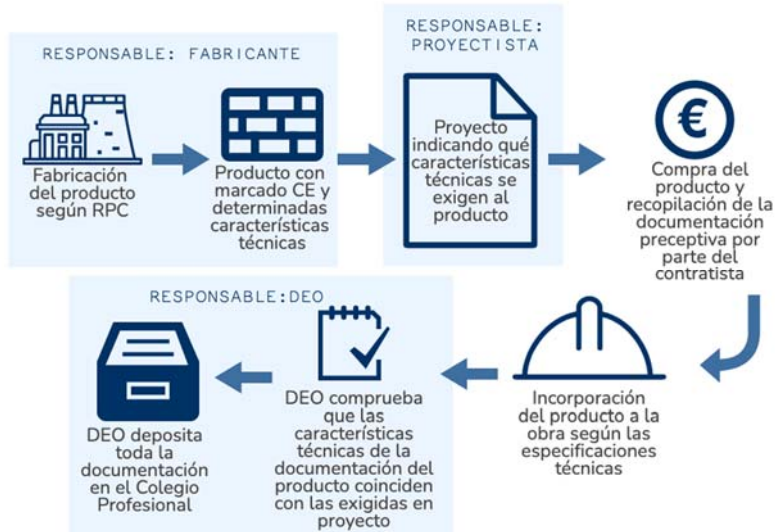 RESPONSABLE: FABRICANTE
Fabricación
del producto
según RPC
Producto con
marcado CE y
determinadas
características
técnicas
RESPONSABLE:
PROYECTISTA
Proyecto
indicando qué
características
técnicas se
exigen al
producto
€
Compra del
producto y
recopilación de la
documentación
preceptiva por
parte del
contratista
Incorporación
del producto a la
obra según las
especificaciones
técnicas
RESPONSABLE:DEO
DEO comprueba
que las
características
técnicas de la
documentación del
producto coinciden
con las exigidas en
proyecto
DEO deposita
toda la
documentación
en el Colegio
Profesional